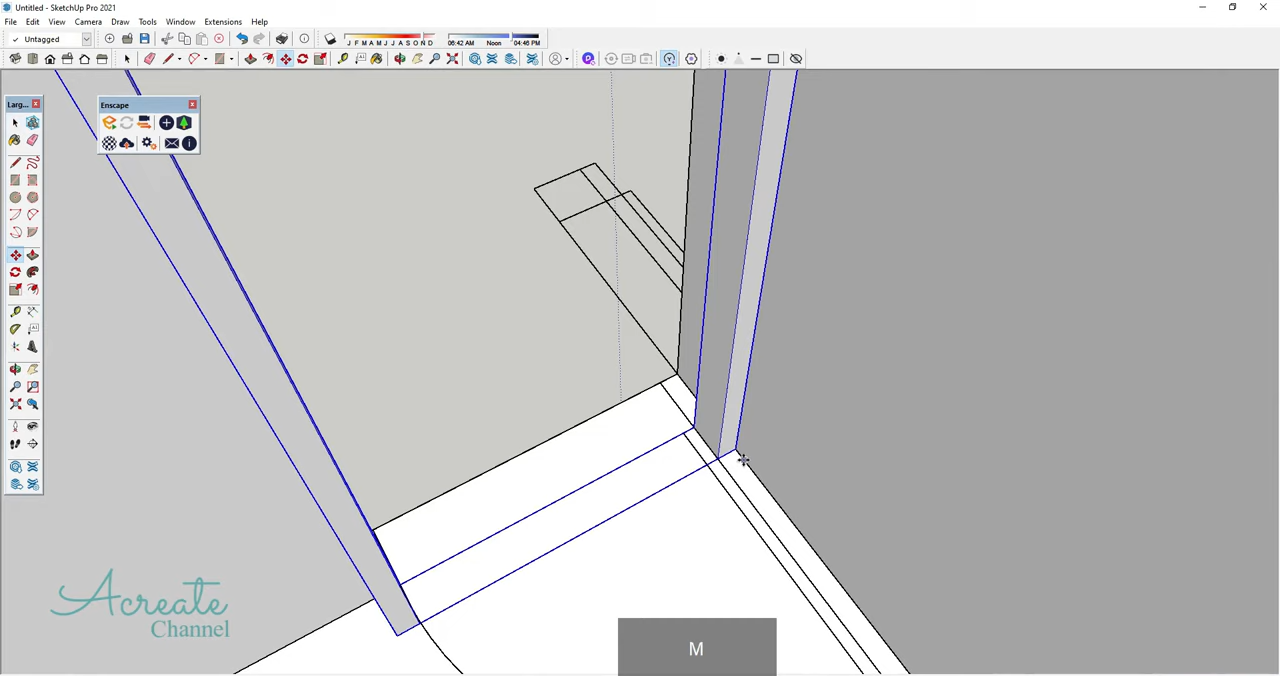 Untitled - SketchUp Pro 2021
File Edit View Camera Draw Tools Window Extensions Help
✓ Untagged
J F M A M J J A S O N D
06:42 AM Noon 04:46 PM
Larg...
Enscape
Acreate
Channel
M